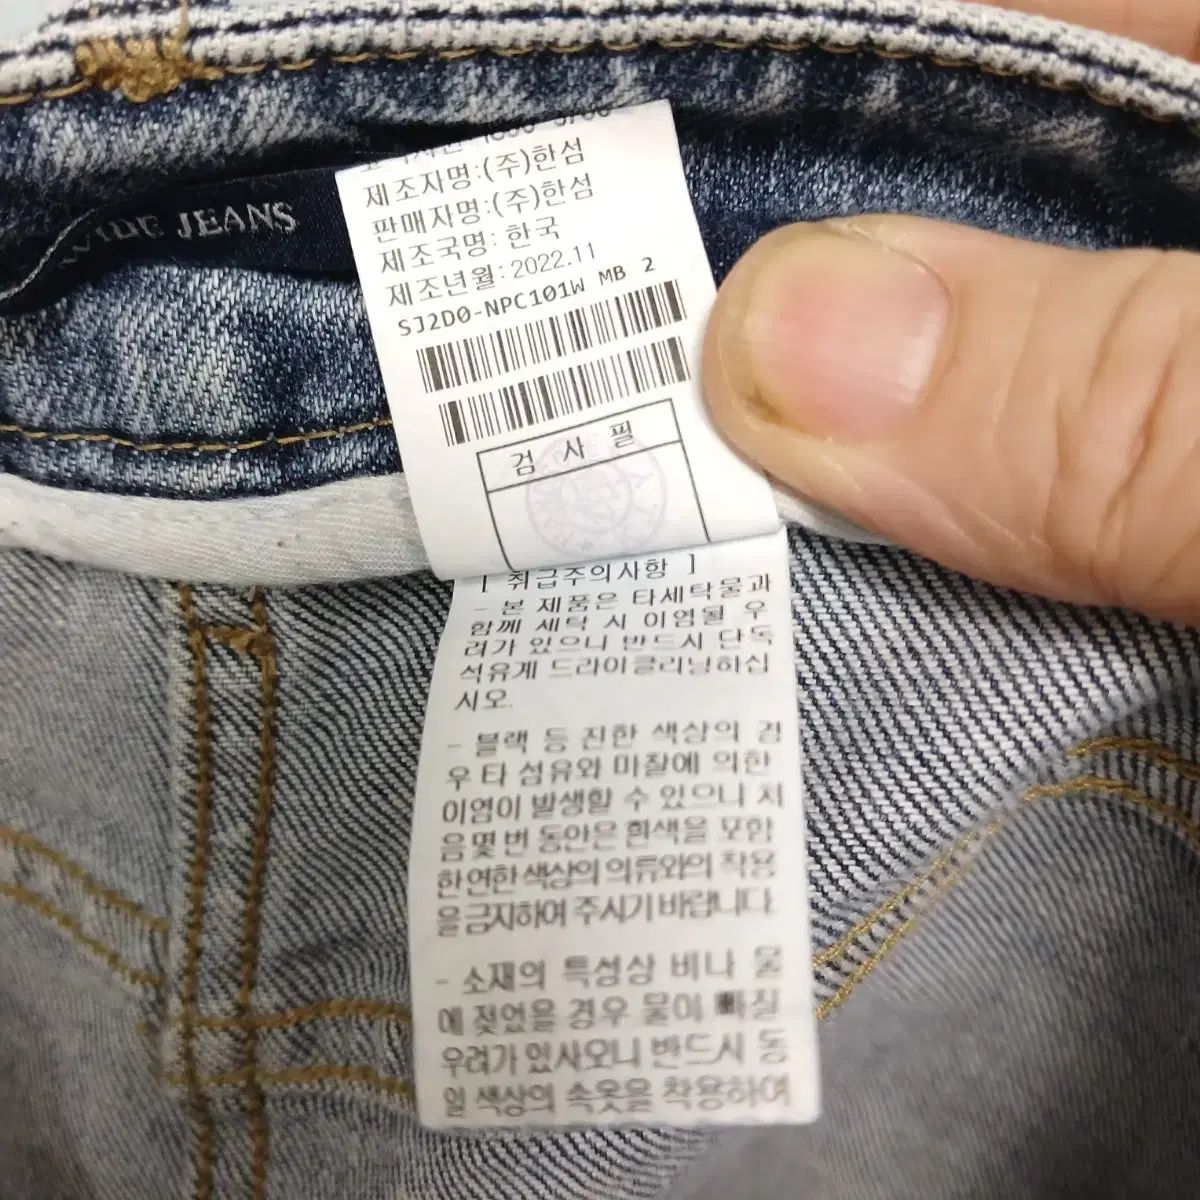 JEANS
제조자명:(주)한섬
판매자명:(주)한섬
제조국명: 한국
제조년월:2022.11
SJ2D0-NPC101W MB 2
검 사 필
[ 취급주의사항 ]
- 본 제품은 타세탁물과
함께 세탁 시 이염될 우
려가 있으니 반드시 단독
석유계 드라이클리닝하십
시오.
- 블랙 등 진한 색상의 경
우 타 섬유와 마찰에 의한
이염이 발생할 수 있으니 처
음 몇 번 동안은 흰색을 포함
한 연한 색상의 의류와의 착용
을 금지하여 주시기 바랍니다.
- 소재의 특성상 비나 물
에 젖었을 경우 물이 빠질
우려가 있사오니 반드시 동
일 색상의 속옷을 착용하여